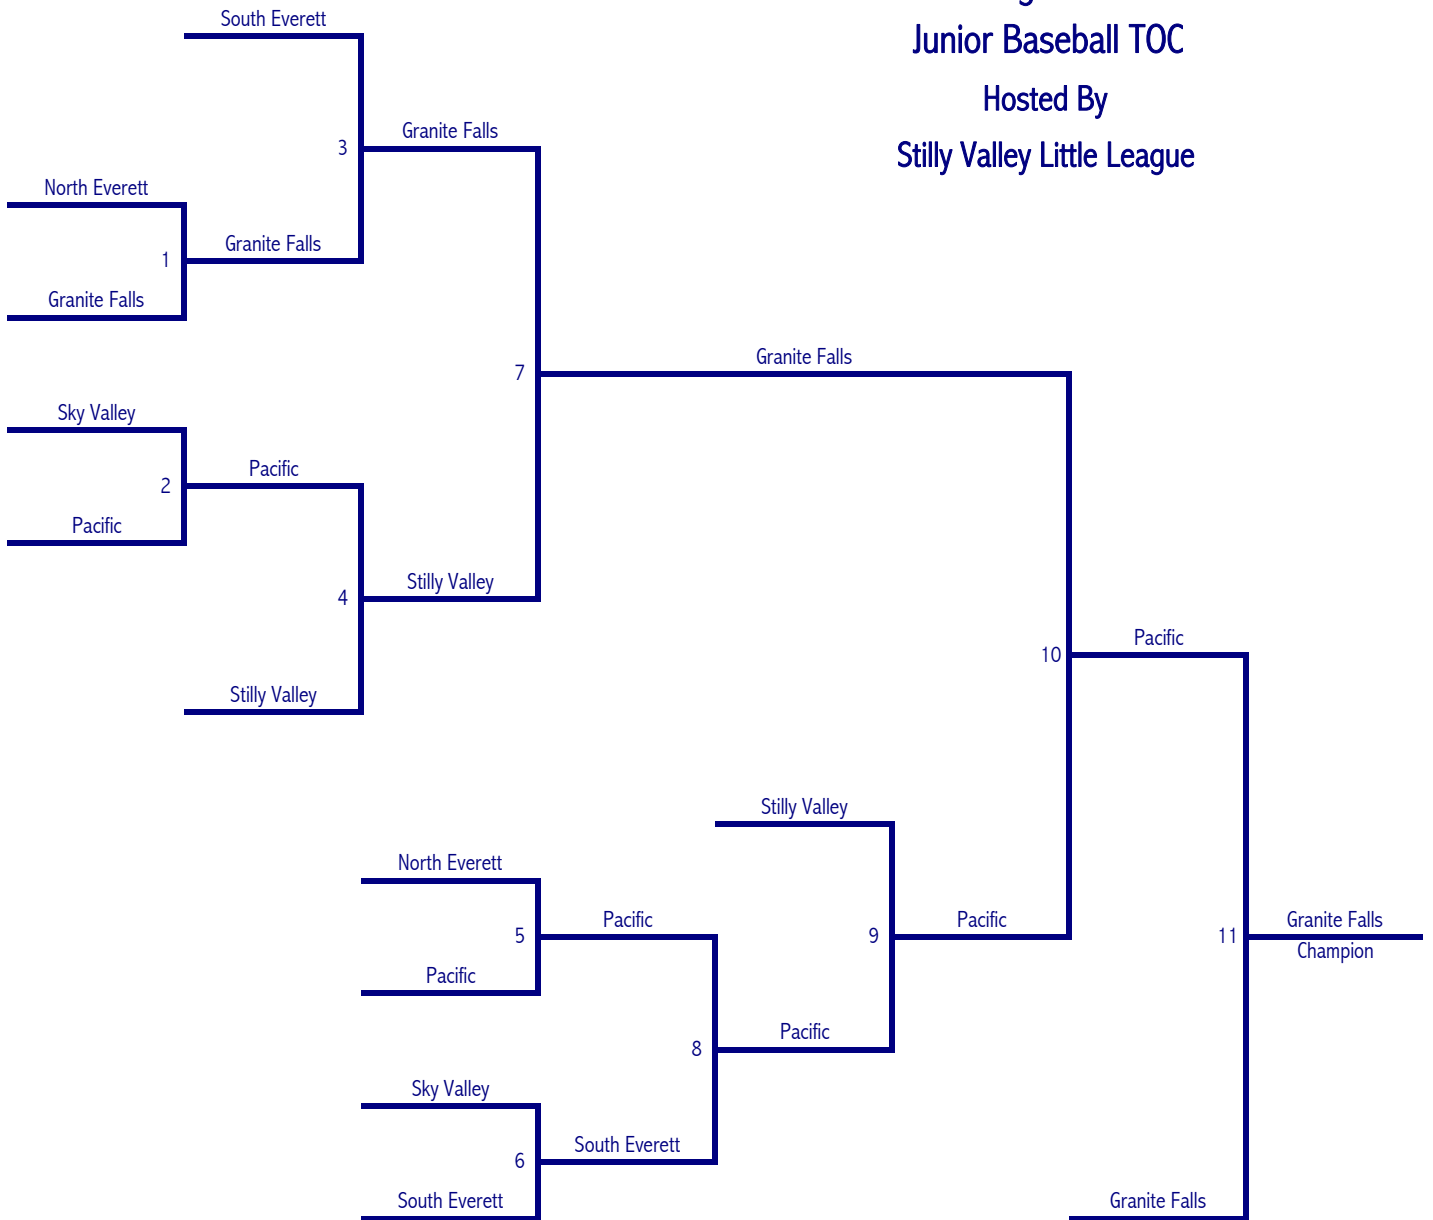 South Everett
Junior Baseball TOC
Hosted By
Granite Falls
3
Stilly Valley Little League
North Everett
Granite Falls
1
Granite Falls
Granite Falls
7
Sky Valley
Pacific
2
Pacific
Stilly Valley
4
Pacific
10
Stilly Valley
Stilly Valley
North Everett
Pacific
Pacific
Granite Falls
5
9
11
Champion
Pacific
Pacific
8
Sky Valley
South Everett
6
South Everett
Granite Falls